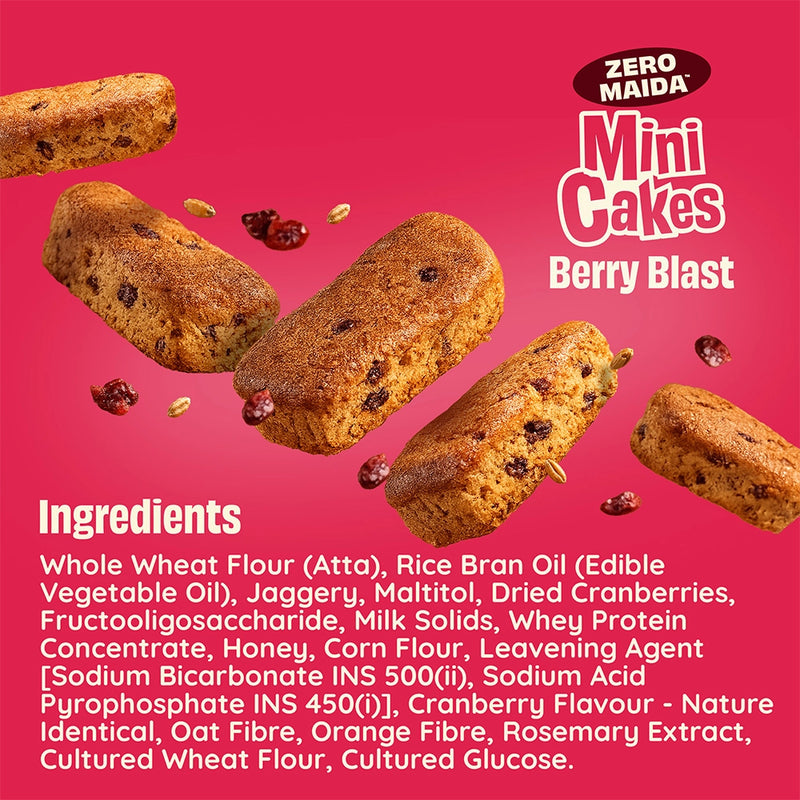 ZERO
MAIDA™
Mini
Cakes
Berry Blast
Ingredients
Whole Wheat Flour (Atta), Rice Bran Oil (Edible
Vegetable Oil), Jaggery, Maltitol, Dried Cranberries,
Fructooligosaccharide, Milk Solids, Whey Protein
Concentrate, Honey, Corn Flour, Leavening Agent
[Sodium Bicarbonate INS 500(ii), Sodium Acid
Pyrophosphate INS 450(i)], Cranberry Flavour - Nature
Identical, Oat Fibre, Orange Fibre, Rosemary Extract,
Cultured Wheat Flour, Cultured Glucose.